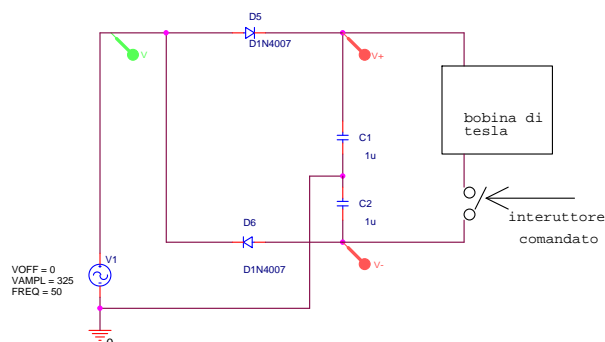 D5
D1N4007
V
V+
bobina di
tesla
C1
1u
C2
1u
interuttore
comandato
D6
D1N4007
V-
V1
VOFF = 0
VAMPL = 325
FREQ = 50
0